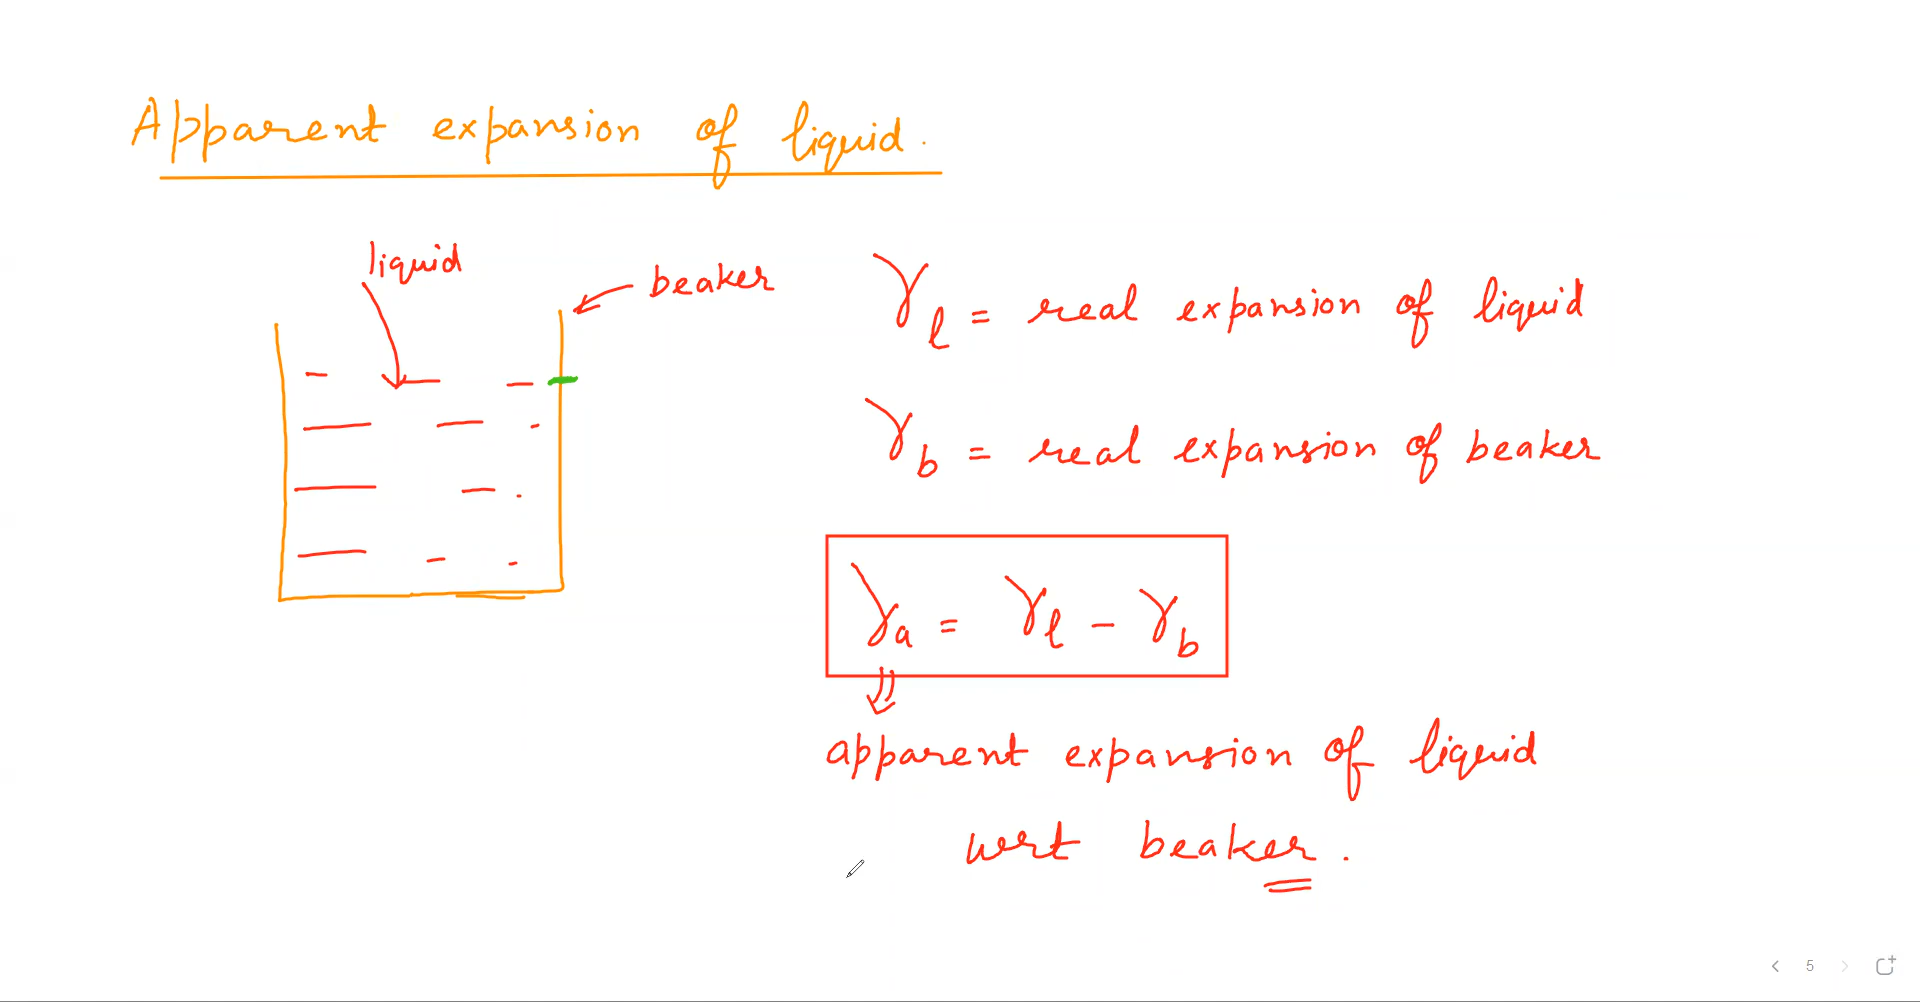 Apparent expansion of liquid.
liquid
beaker
γl = real expansion of liquid
γb = real expansion of beaker
γa = γl - γb
apparent expansion of liquid
wrt beaker.
5